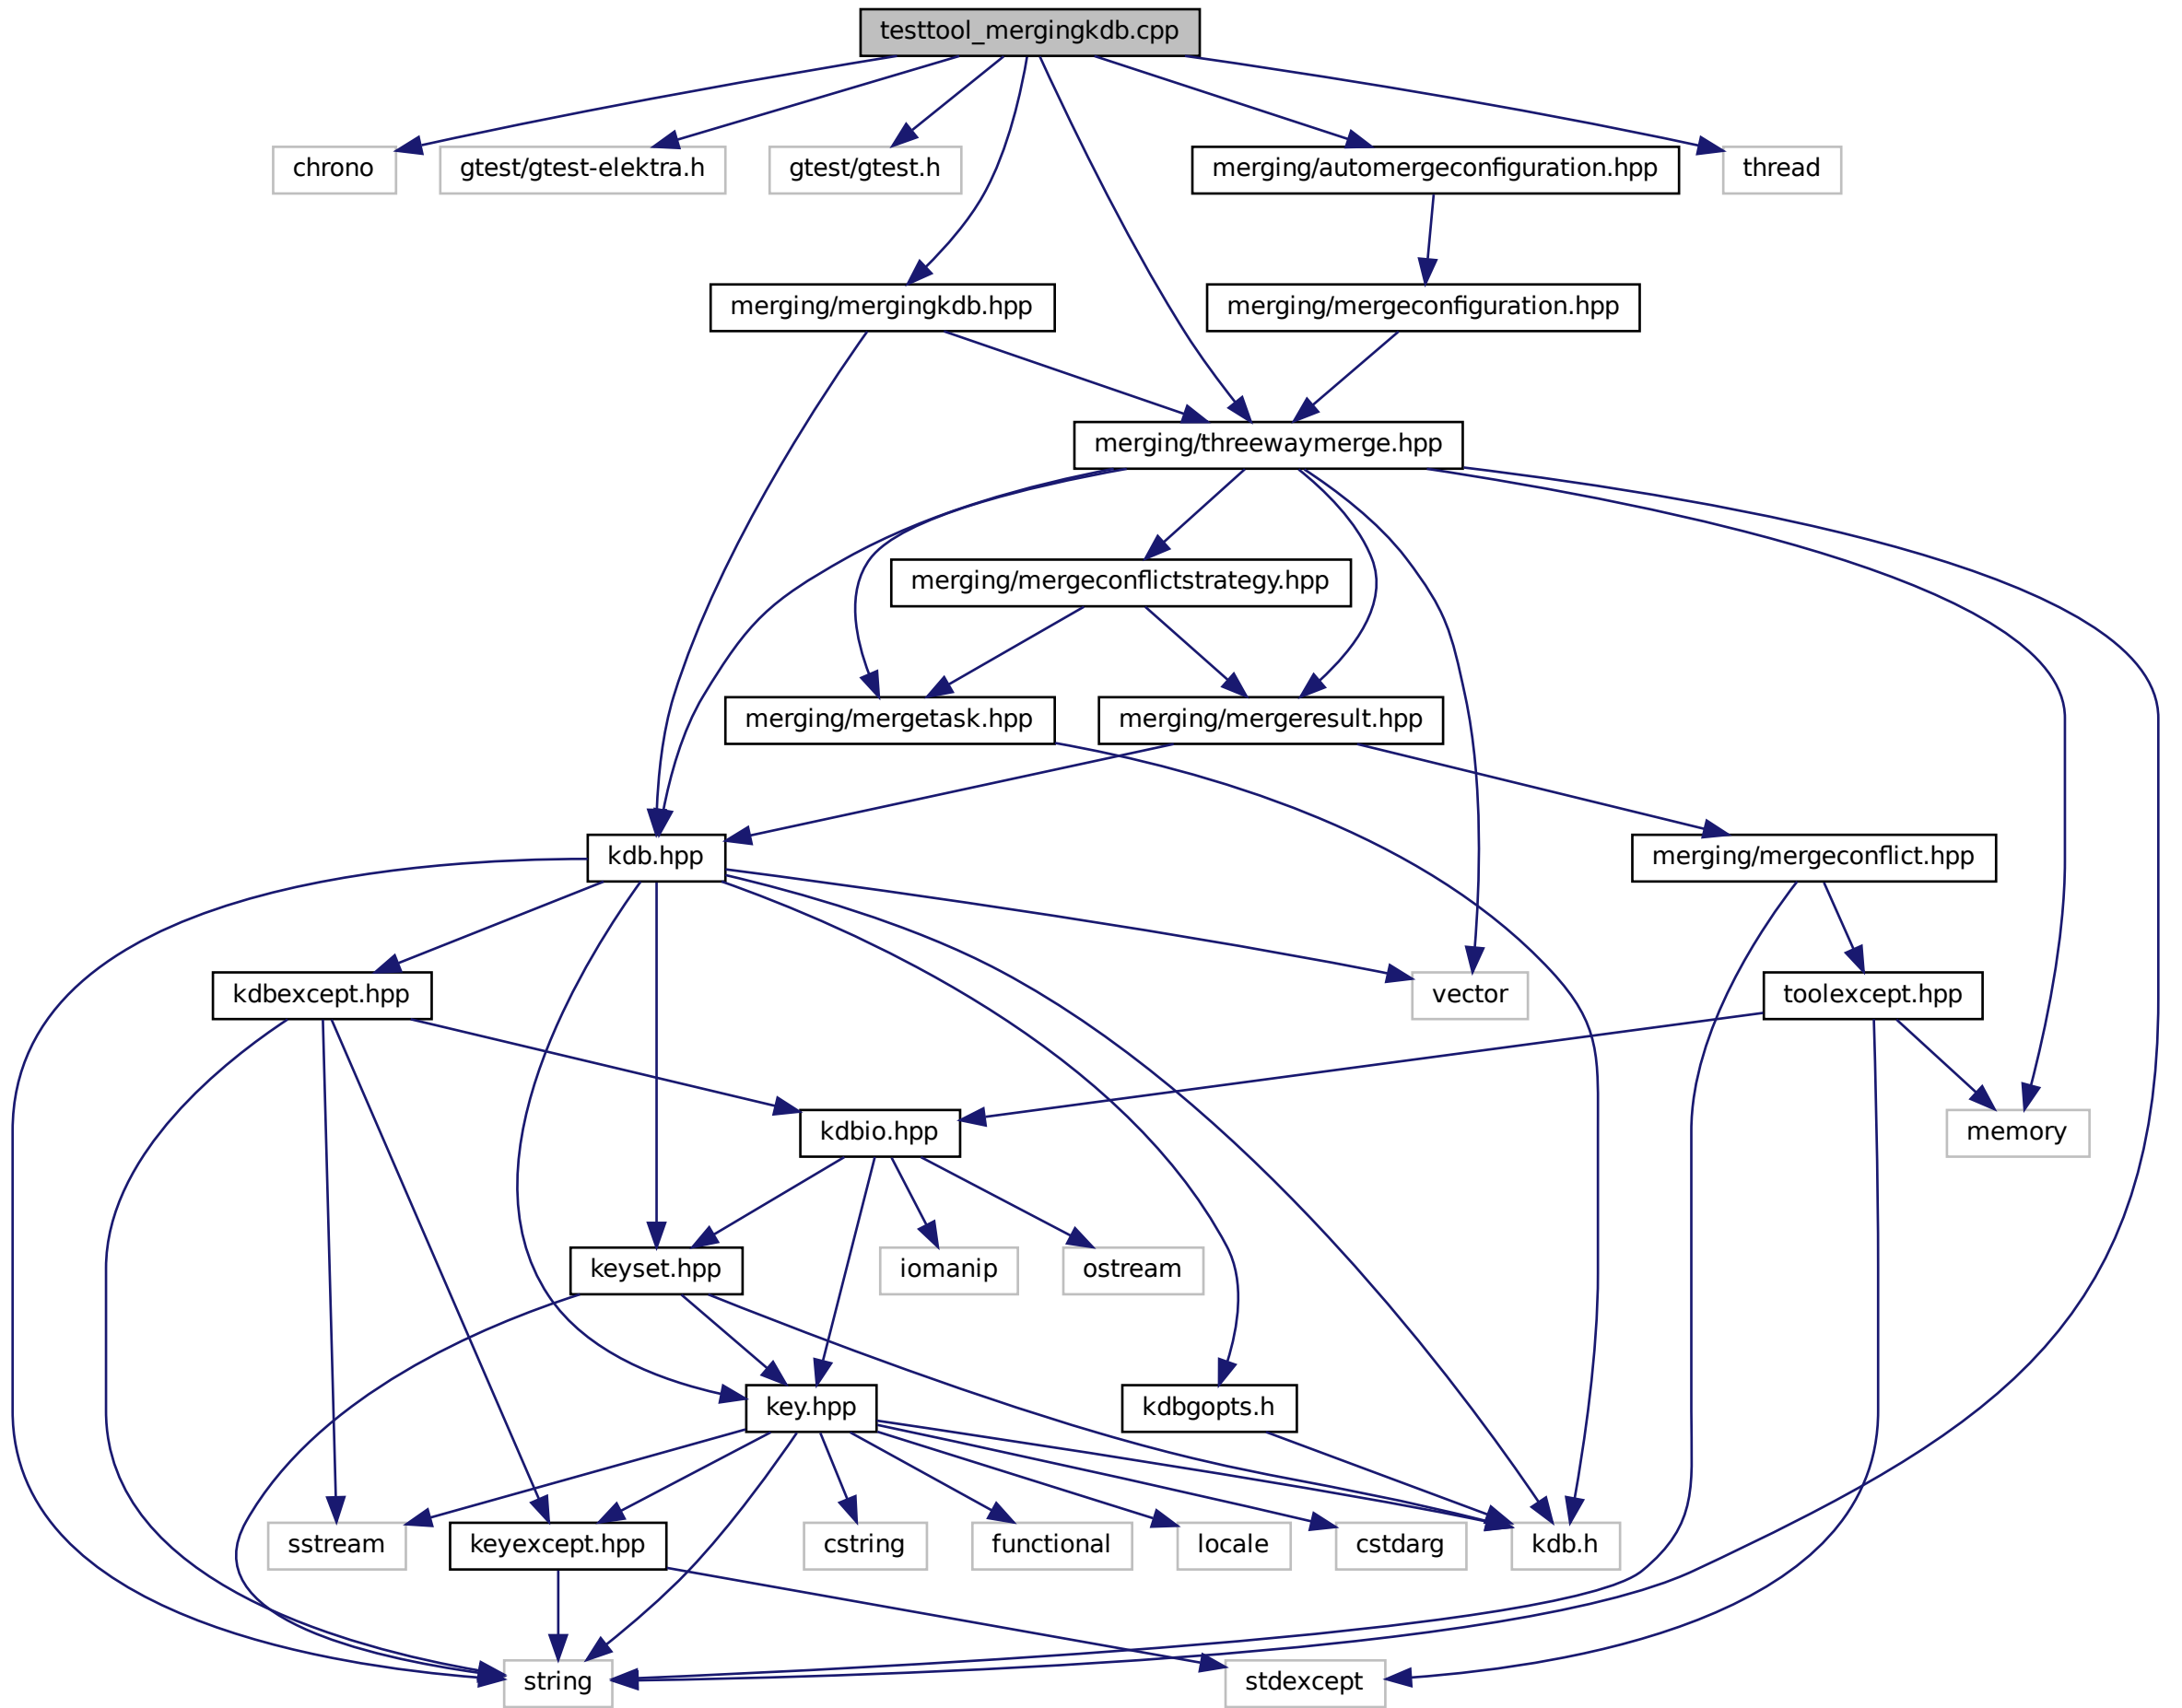 testtool_mergingkdb.cpp
chrono
gtest/gtest-elektra.h
gtest/gtest.h
merging/automergeconfiguration.hpp
thread
merging/mergingkdb.hpp
merging/mergeconfiguration.hpp
merging/threewaymerge.hpp
merging/mergeconflictstrategy.hpp
merging/mergetask.hpp
merging/mergeresult.hpp
kdb.hpp
merging/mergeconflict.hpp
kdbexcept.hpp
vector
toolexcept.hpp
kdbio.hpp
memory
keyset.hpp
iomanip
ostream
key.hpp
kdbgopts.h
sstream
keyexcept.hpp
cstring
functional
locale
cstdarg
kdb.h
string
stdexcept